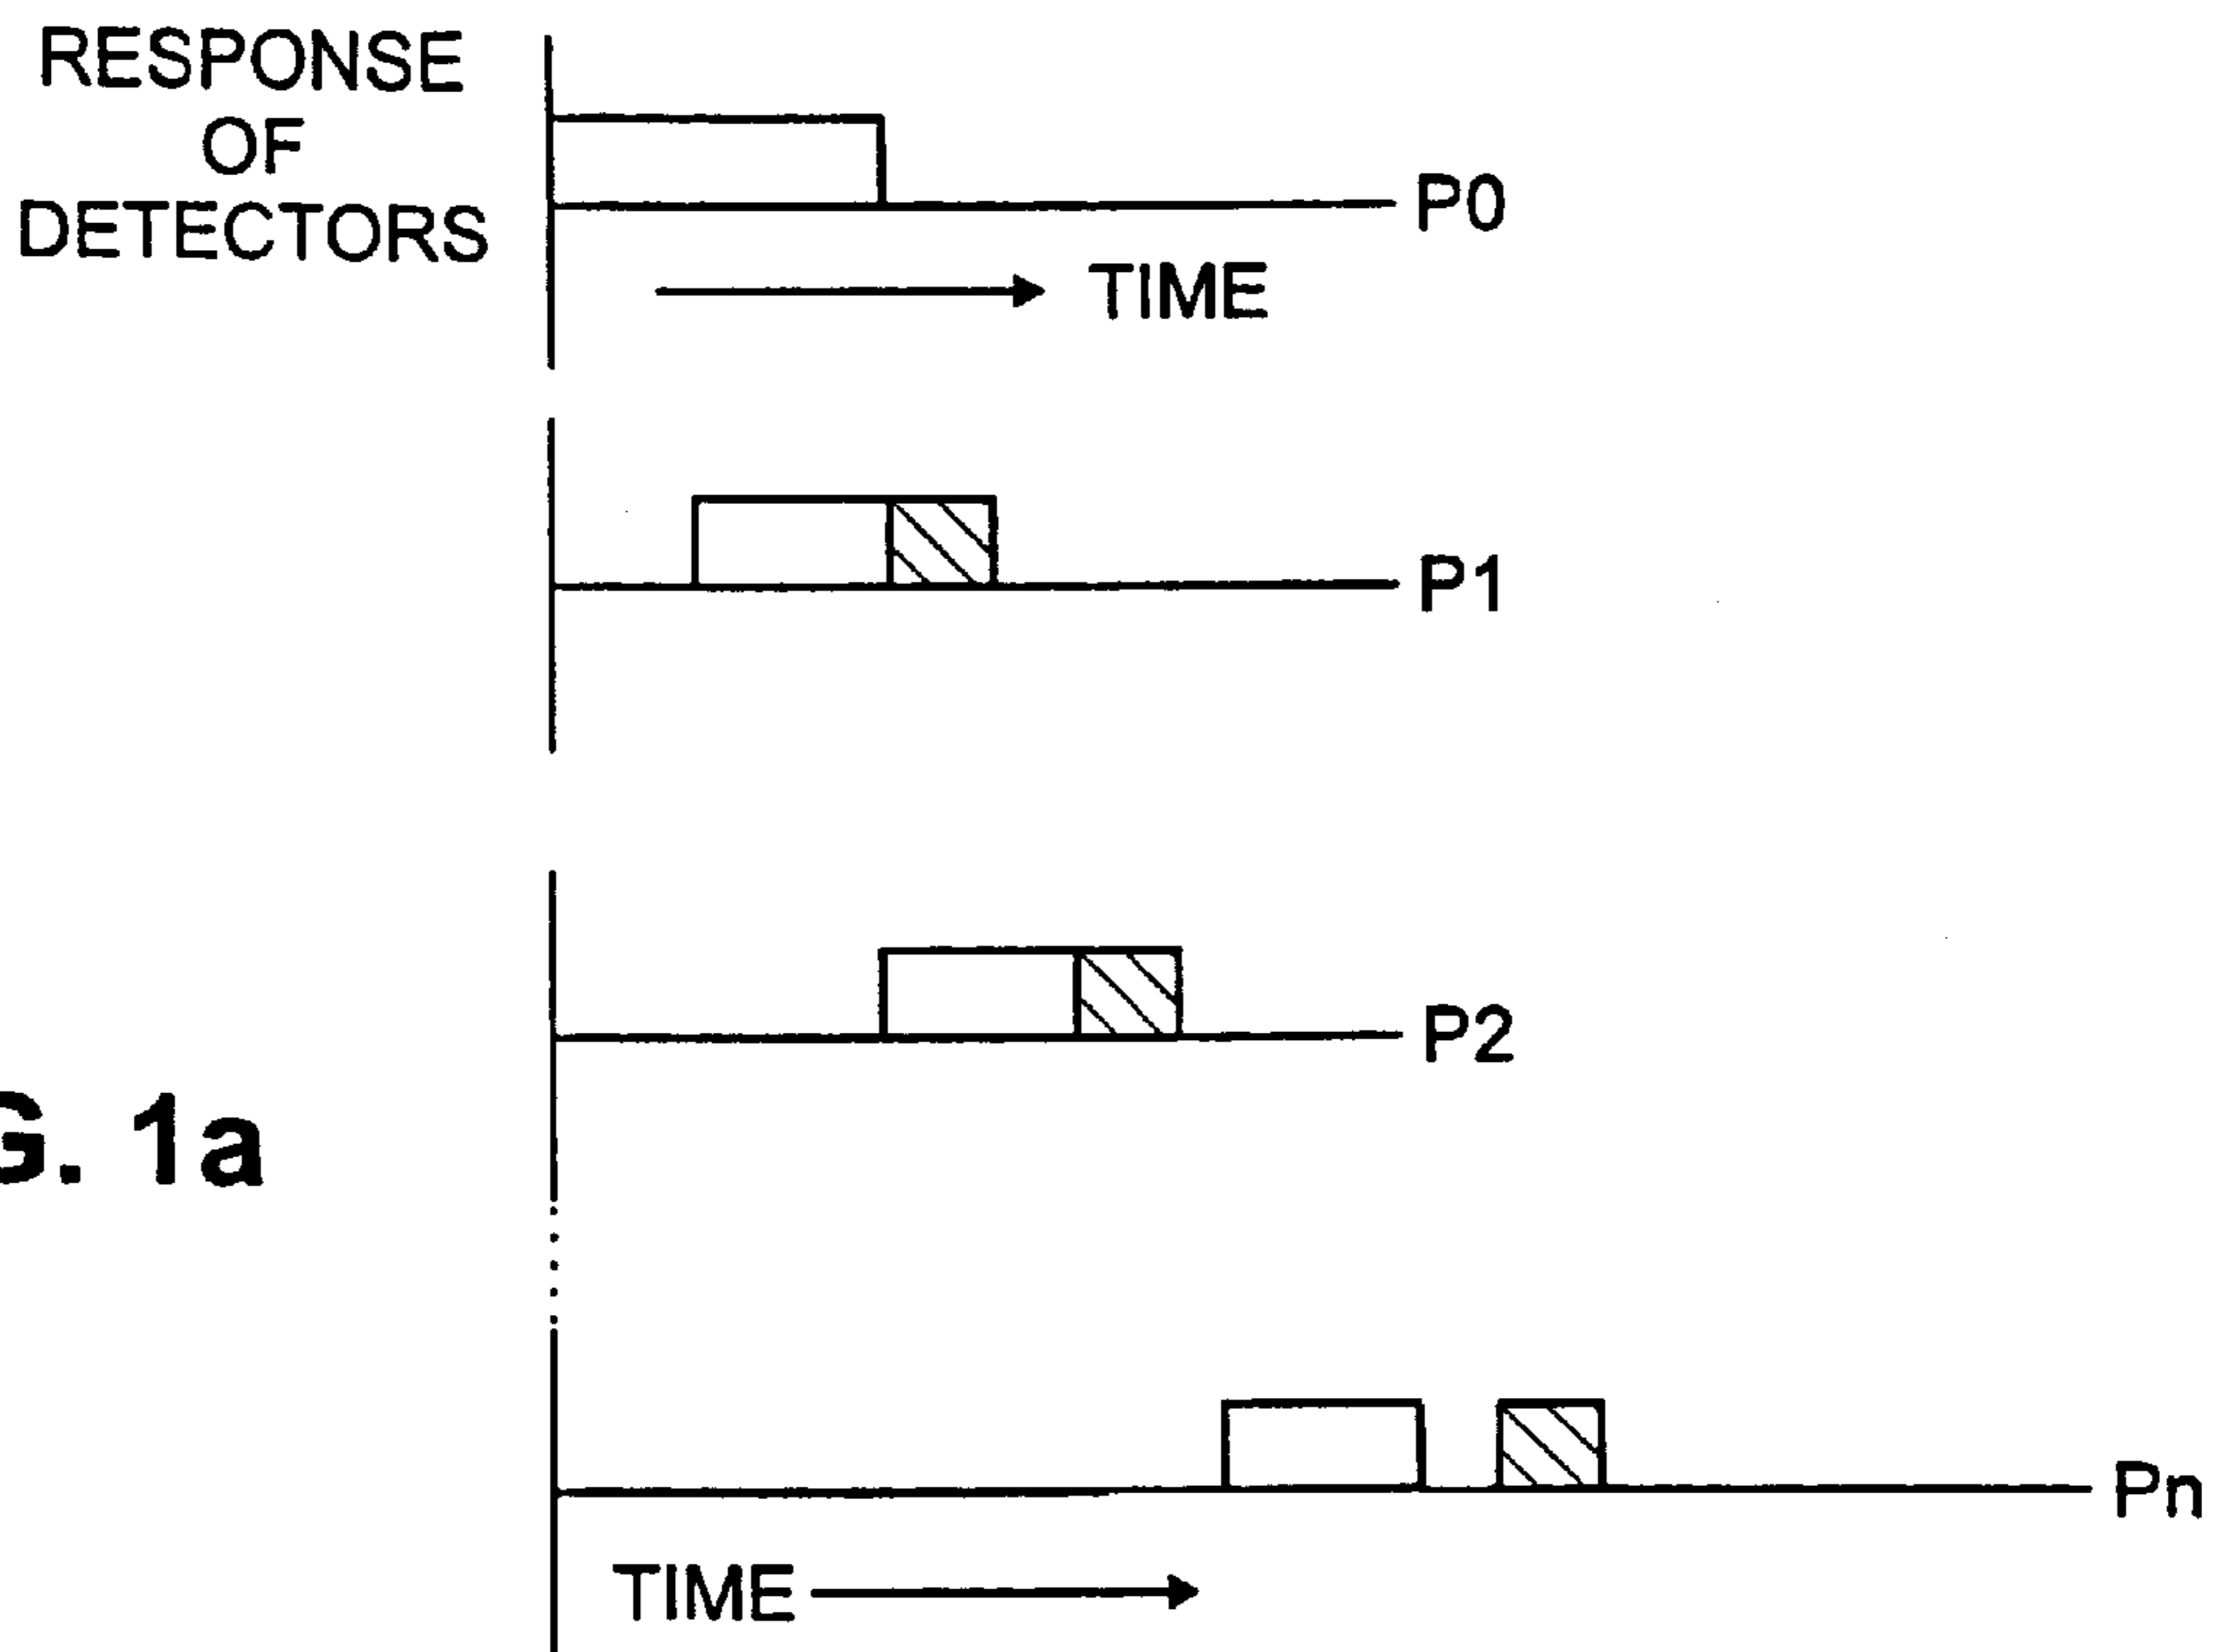 RESPONSE
OF
DETECTORS
P0
TIME
P1
P2
G. 1a
Pn
TIME